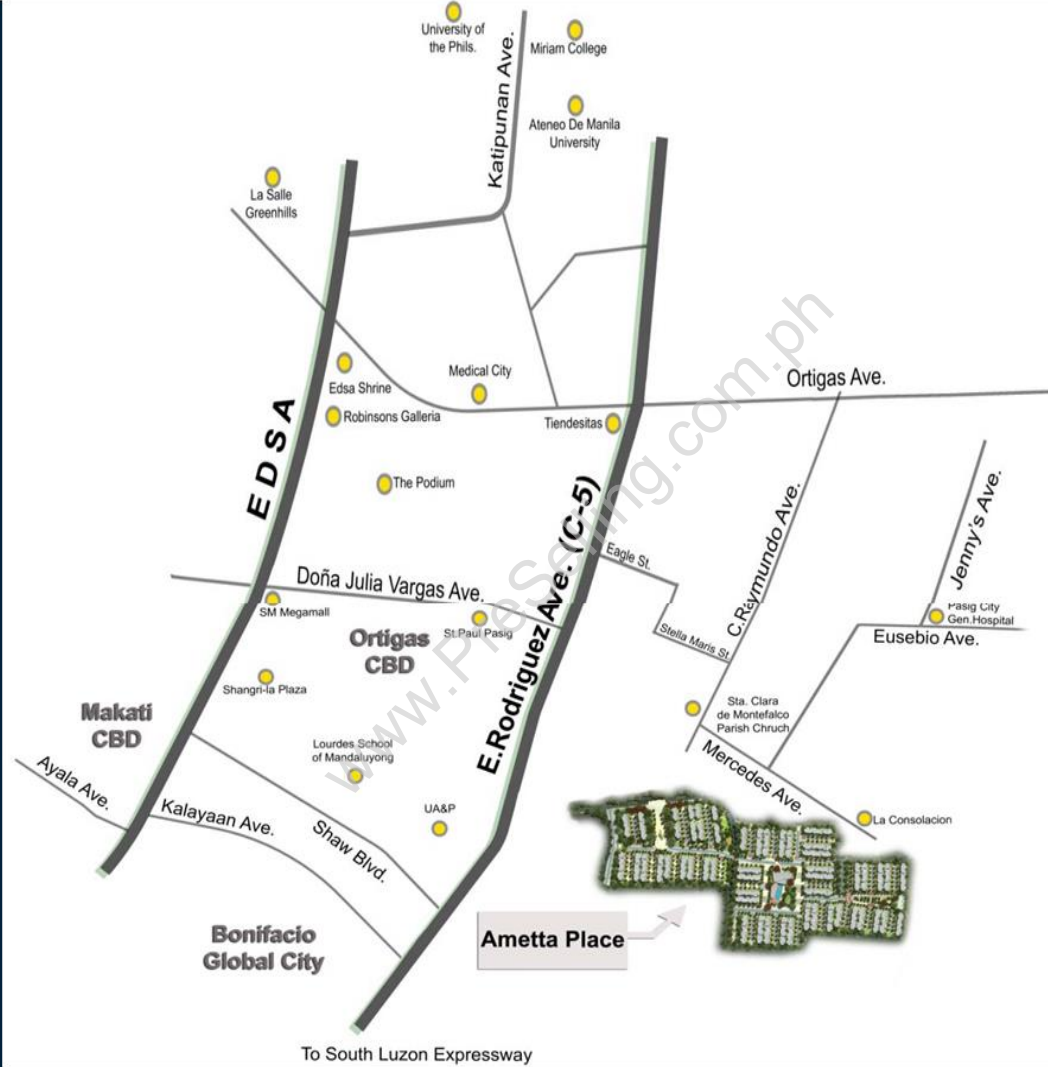 University of
the Phils.
Katipunan Ave.
Miriam College
Ateneo De Manila
University
La Salle
Greenhills
EDSA
Edsa Shrine
Medical City
Ortigas Ave.
Robinsons Galleria
Tiendesitas
The Podium
E.Rodriguez Ave. (C-5)
C.Reymundo Ave.
Jenny's Ave.
Eagle St.
Doña Julia Vargas Ave.
SM Megamall
St.Paul Pasig
Ortigas
CBD
Stella Maris St
Pasig City
Gen.Hospital
Eusebio Ave.
Shangri-la Plaza
Makati
CBD
Sta. Clara
de Montefalco
Parish Chruch
Lourdes School
of Mandaluyong
Mercedes Ave.
Ayala Ave.
Kalayaan Ave.
Shaw Blvd.
UA&P
La Consolacion
Bonifacio
Global City
Ametta Place
To South Luzon Expressway
www.PreSelling.com.ph